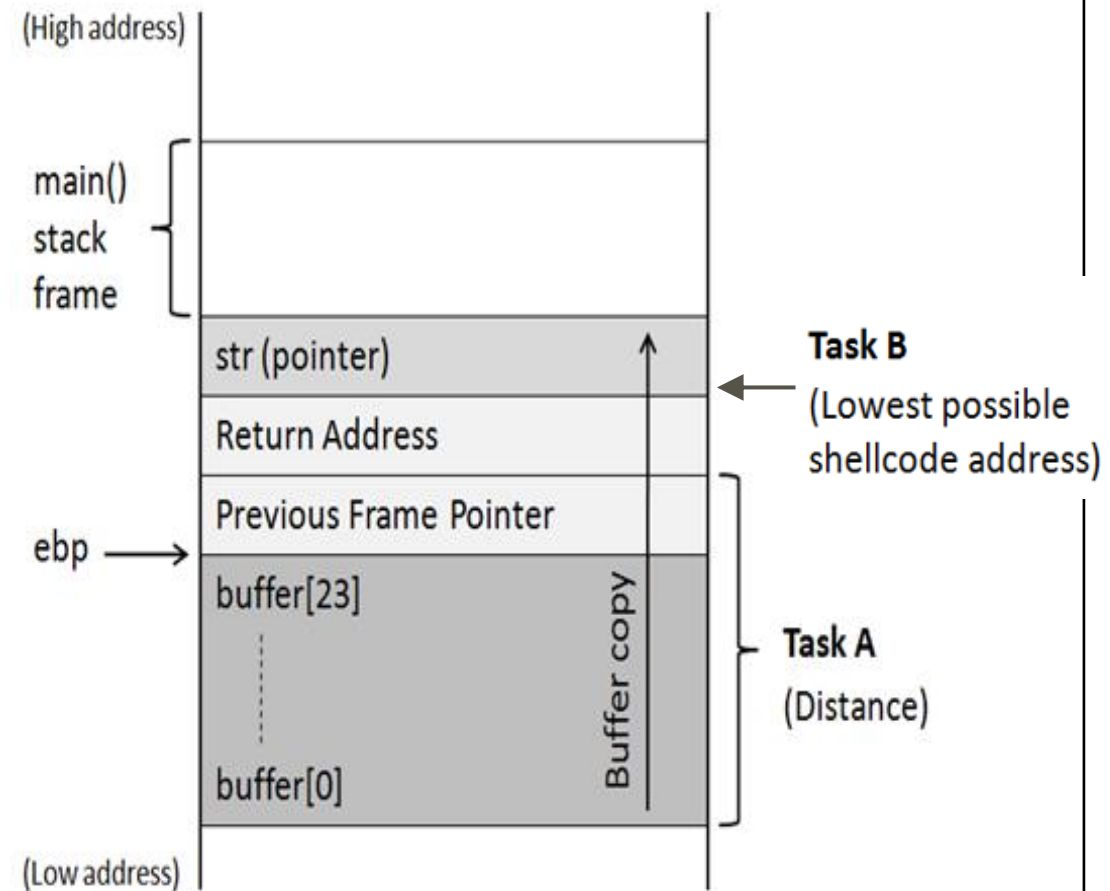 (High address)
main()
stack
frame
str (pointer)
Task B
(Lowest possible
shellcode address)
Return Address
Previous Frame Pointer
ebp
buffer[23]
Buffer copy
Task A
(Distance)
buffer[0]
(Low address)